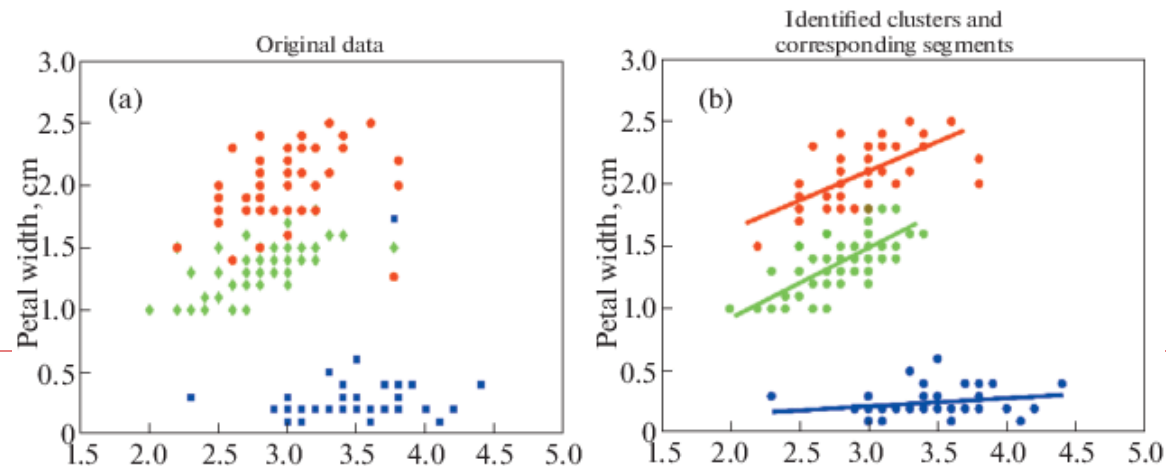 Original data
(a)
Petal width, cm
3.0
2.5
2.0
1.5
1.0
0.5
0
1.5 2.0 2.5 3.0 3.5 4.0 4.5 5.0
Identified clusters and
corresponding segments
(b)
Petal width, cm
3.0
2.5
2.0
1.5
1.0
0.5
0
1.5 2.0 2.5 3.0 3.5 4.0 4.5 5.0